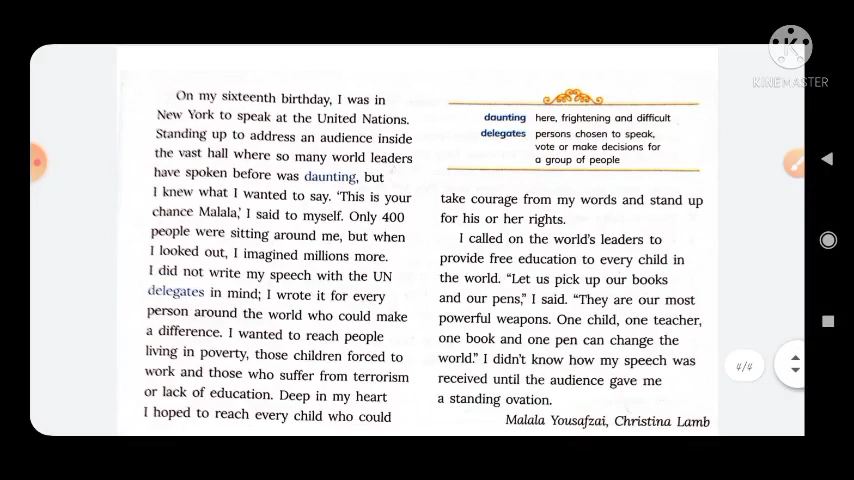 On my sixteenth birthday, I was in
New York to speak at the United Nations.
Standing up to address an audience inside
the vast hall where so many world leaders
have spoken before was daunting, but
I knew what I wanted to say. ‘This is your
chance Malala,’ I said to myself. Only 400
people were sitting around me, but when
I looked out, I imagined millions more.
I did not write my speech with the UN
delegates in mind; I wrote it for every
person around the world who could make
a difference. I wanted to reach people
living in poverty, those children forced to
work and those who suffer from terrorism
or lack of education. Deep in my heart
I hoped to reach every child who could
daunting here, frightening and difficult
delegates persons chosen to speak,
vote or make decisions for
a group of people
take courage from my words and stand up
for his or her rights.
I called on the world’s leaders to
provide free education to every child in
the world. “Let us pick up our books
and our pens,” I said. “They are our most
powerful weapons. One child, one teacher,
one book and one pen can change the
world.” I didn’t know how my speech was
received until the audience gave me
a standing ovation.
Malala Yousafzai, Christina Lamb
K
KINEMASTER
4/4